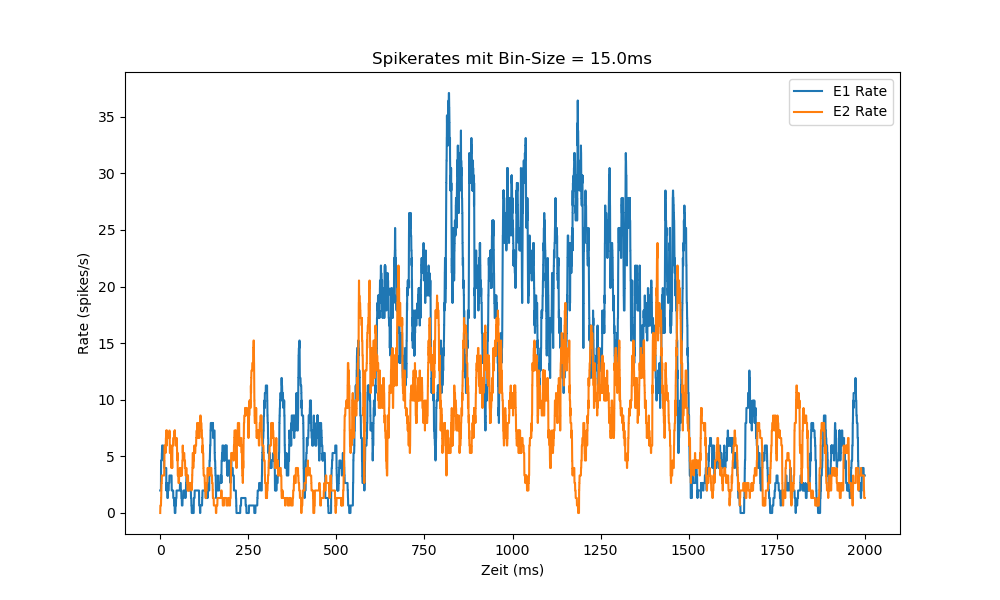 Spikerates mit Bin-Size = 15.0ms
E1 Rate
E2 Rate
35
30
25
20
15
10
5
0
Rate (spikes/s)
0 250 500 750 1000 1250 1500 1750 2000
Zeit (ms)